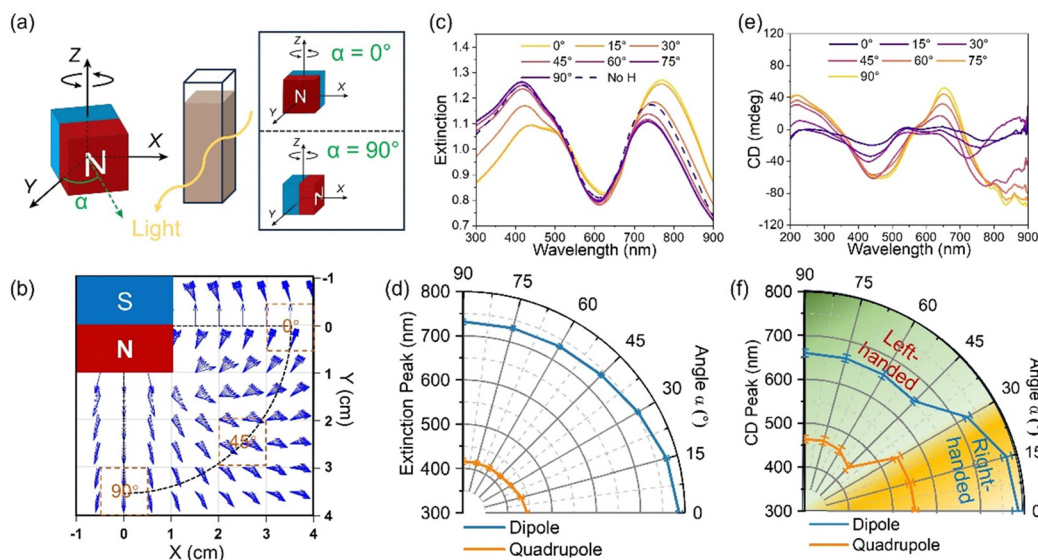 (a)
Z
α = 0°
Z
N
X
Y
N
X
Y
α
Light
α = 90°
Z
N
X
Y
(b)
S
N
0°
45°
90°
-1
0
1
2
3
4
Y (cm)
-1 0 1 2 3 4
X (cm)
(c)
1.4
1.3
1.2
1.1
1.0
0.9
0.8
0.7
Extinction
0° 15° 30°
45° 60° 75°
90° No H
300 400 500 600 700 800 900
Wavelength (nm)
(d)
90
75
60
45
30
15
0
Angle α (°)
800
700
600
500
400
300
Extinction Peak (nm)
Dipole
Quadrupole
(e)
120
60
0
-60
-120
CD (mdeg)
0° 15° 30°
45° 60° 75°
90°
200 300 400 500 600 700 800 900
Wavelength (nm)
(f)
90
75
60
45
30
15
0
Angle α (°)
800
700
600
500
400
300
CD Peak (nm)
Left-
handed
Right-
handed
Dipole
Quadrupole